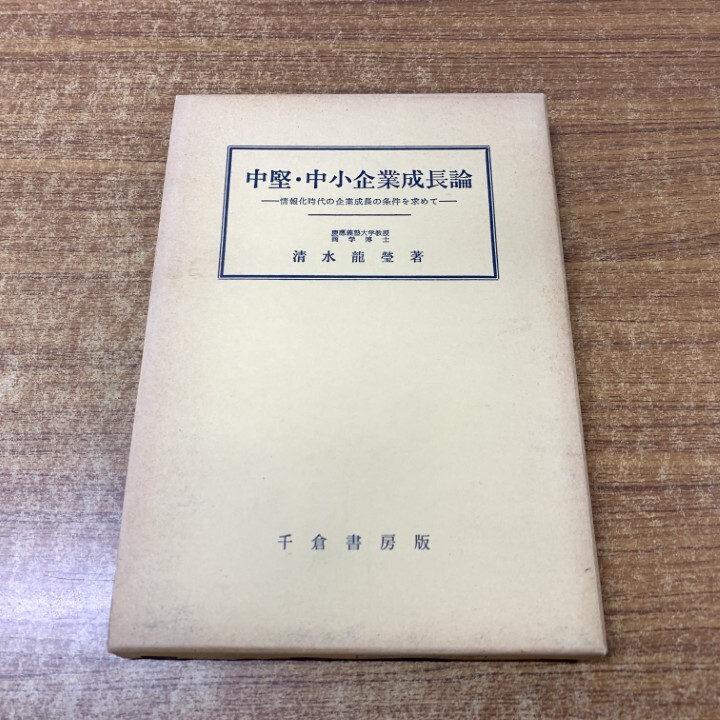 中堅・中小企業成長論
―情報化時代の企業成長の条件を求めて―
慶應義塾大学教授
商学博士
清水龍瑩著
千倉書房版